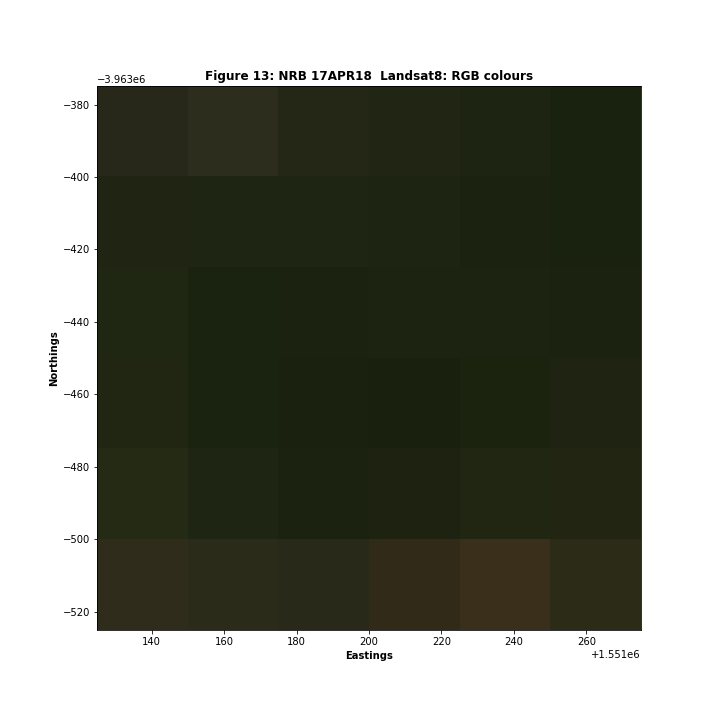 Figure 13: NRB 17APR18  Landsat8: RGB colours
−3.963e6
−380
−400
−420
−440
−460
−480
−500
−520
Northings
140 160 180 200 220 240 260
Eastings
+1.551e6